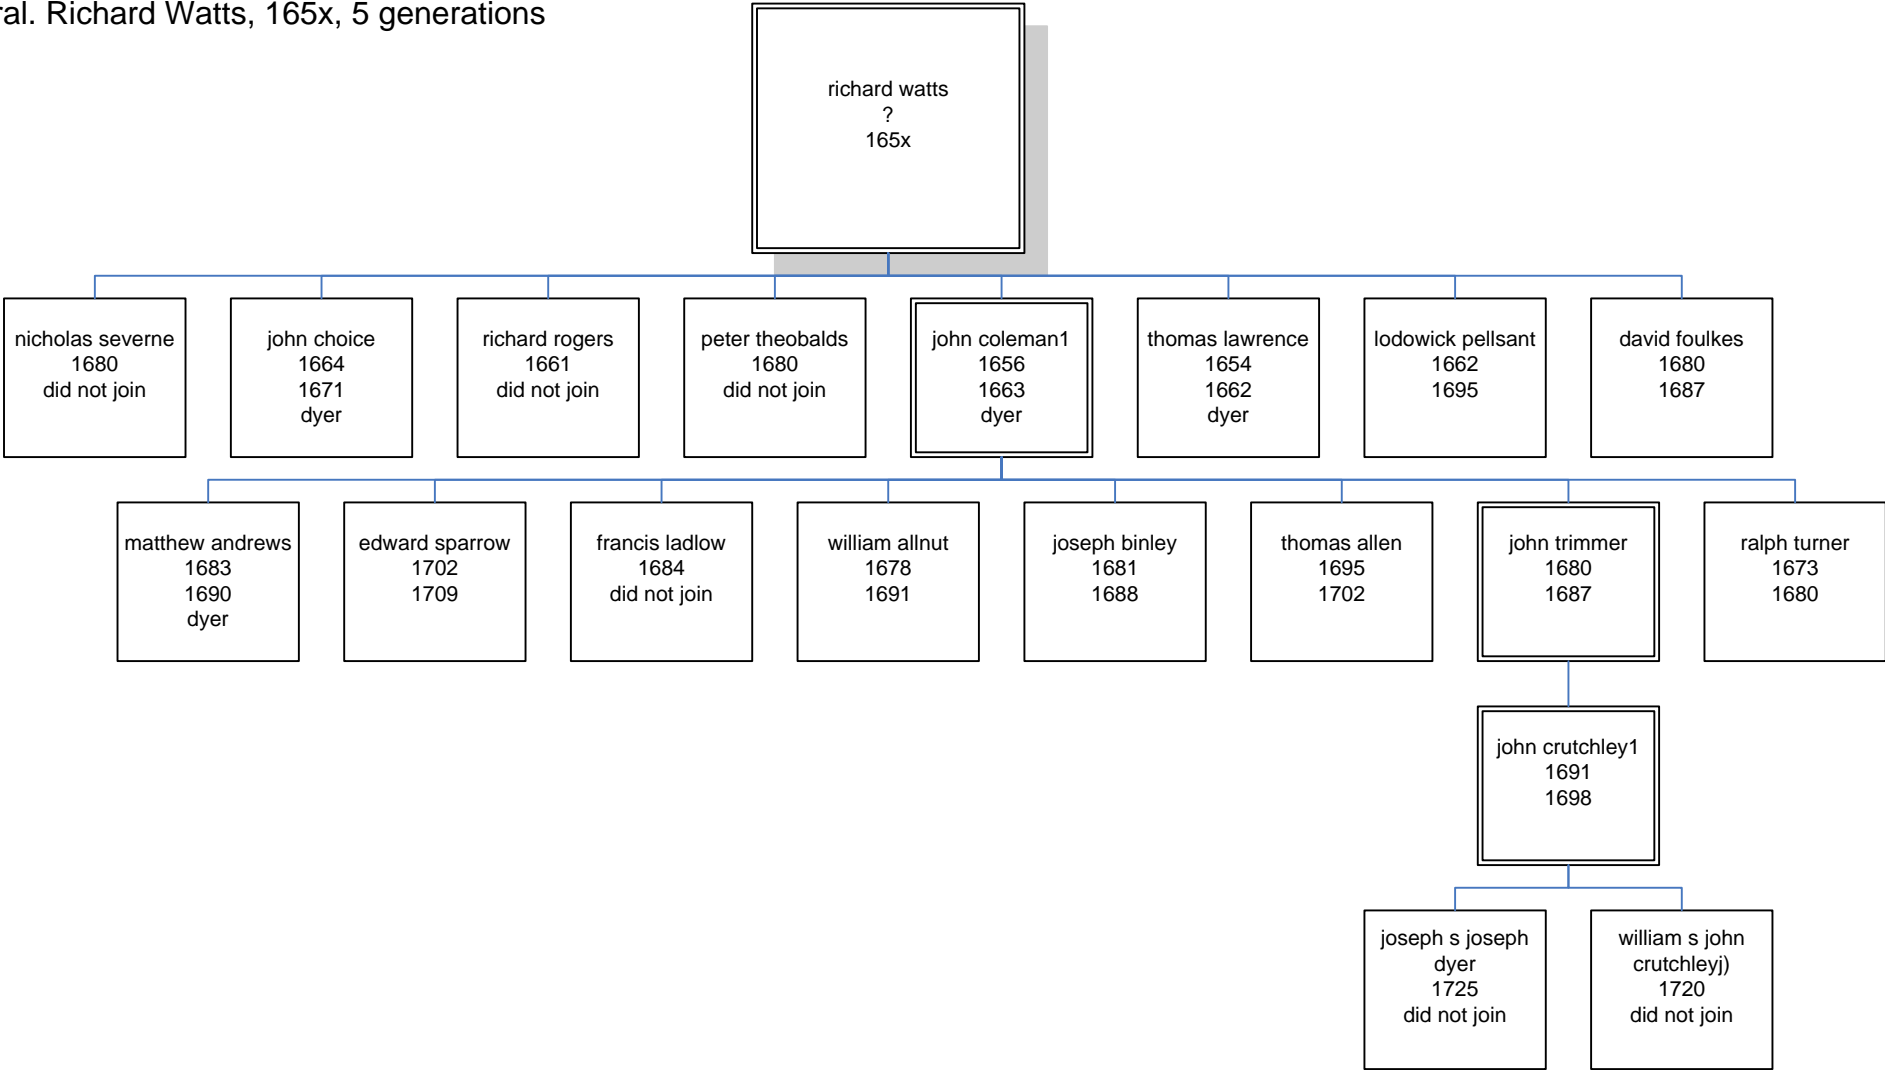 ral. Richard Watts, 165x, 5 generations
richard watts
?
165x
nicholas severne
1680
did not join
john choice
1664
1671
dyer
richard rogers
1661
did not join
peter theobalds
1680
did not join
john coleman1
1656
1663
dyer
thomas lawrence
1654
1662
dyer
lodowick pellsant
1662
1695
david foulkes
1680
1687
matthew andrews
1683
1690
dyer
edward sparrow
1702
1709
francis ladlow
1684
did not join
william allnut
1678
1691
joseph binley
1681
1688
thomas allen
1695
1702
john trimmer
1680
1687
ralph turner
1673
1680
john crutchley1
1691
1698
joseph s joseph
dyer
1725
did not join
william s john
crutchleyj)
1720
did not join